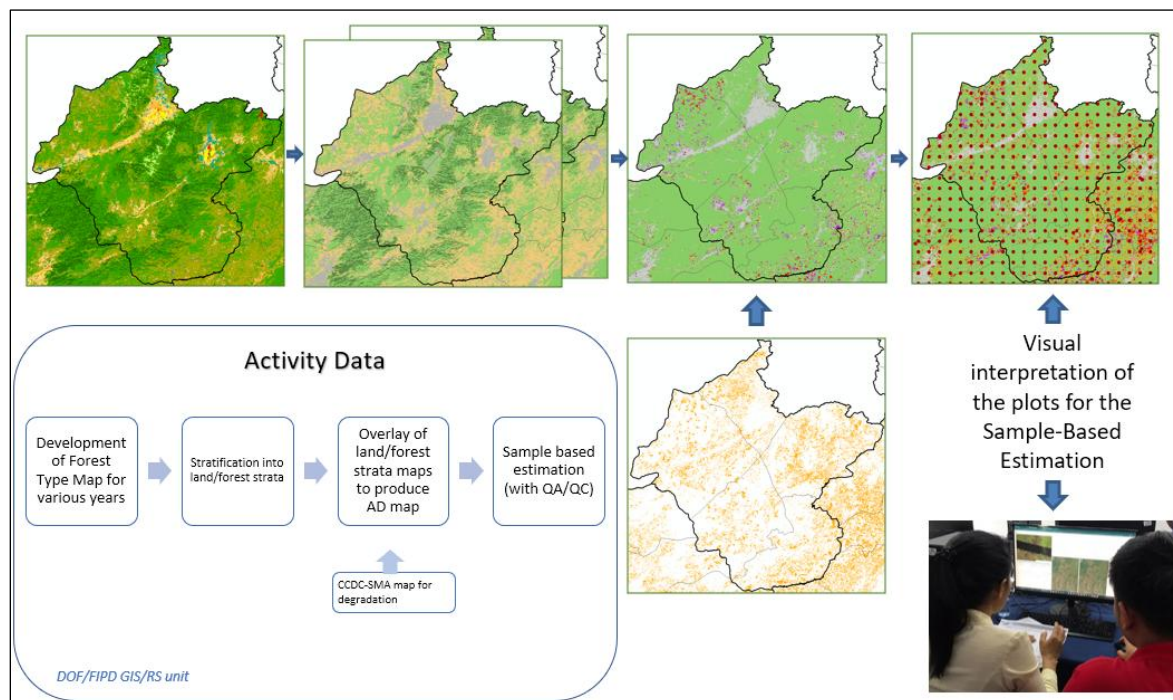 Activity Data
Development
of Forest
Type Map for
various years
Stratification into
land/forest strata
Overlay of
land/forest
strata maps
to produce
AD map
Sample based
estimation
(with QA/QC)
CCDC-SMA map for
degradation
DOF/FIPD GIS/RS unit
Visual
interpretation of
the plots for the
Sample-Based
Estimation